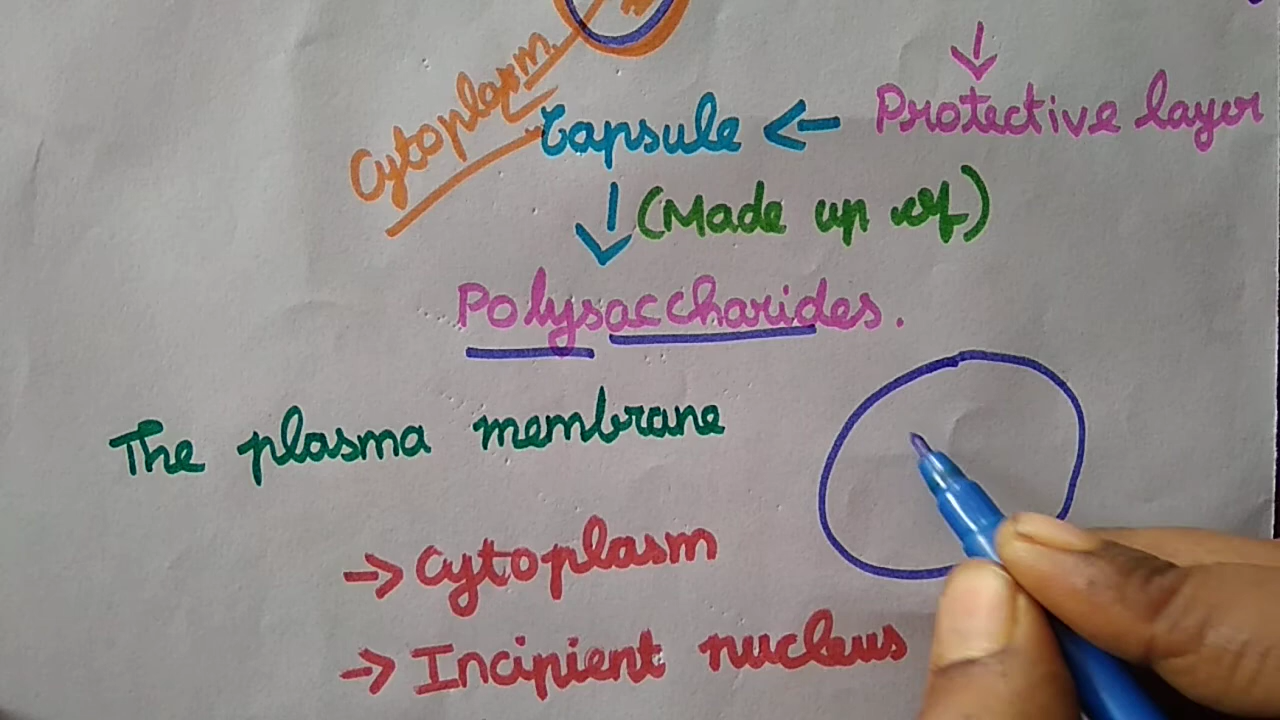 Cytoplasm
Capsule <- Protective layer
(Made up of)
Polysaccharides.
The plasma membrane
-> Cytoplasm
-> Incipient nucleus